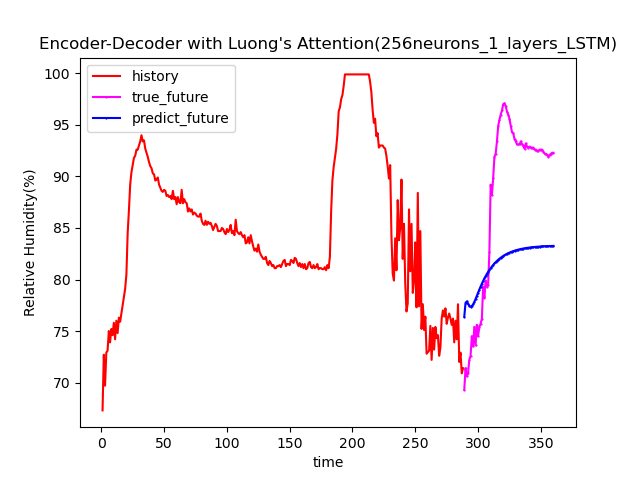 Encoder-Decoder with Luong's Attention(256neurons_1_layers_LSTM)
history
true_future
predict_future
Relative Humidity(%)
100
95
90
85
80
75
70
0 50 100 150 200 250 300 350
time